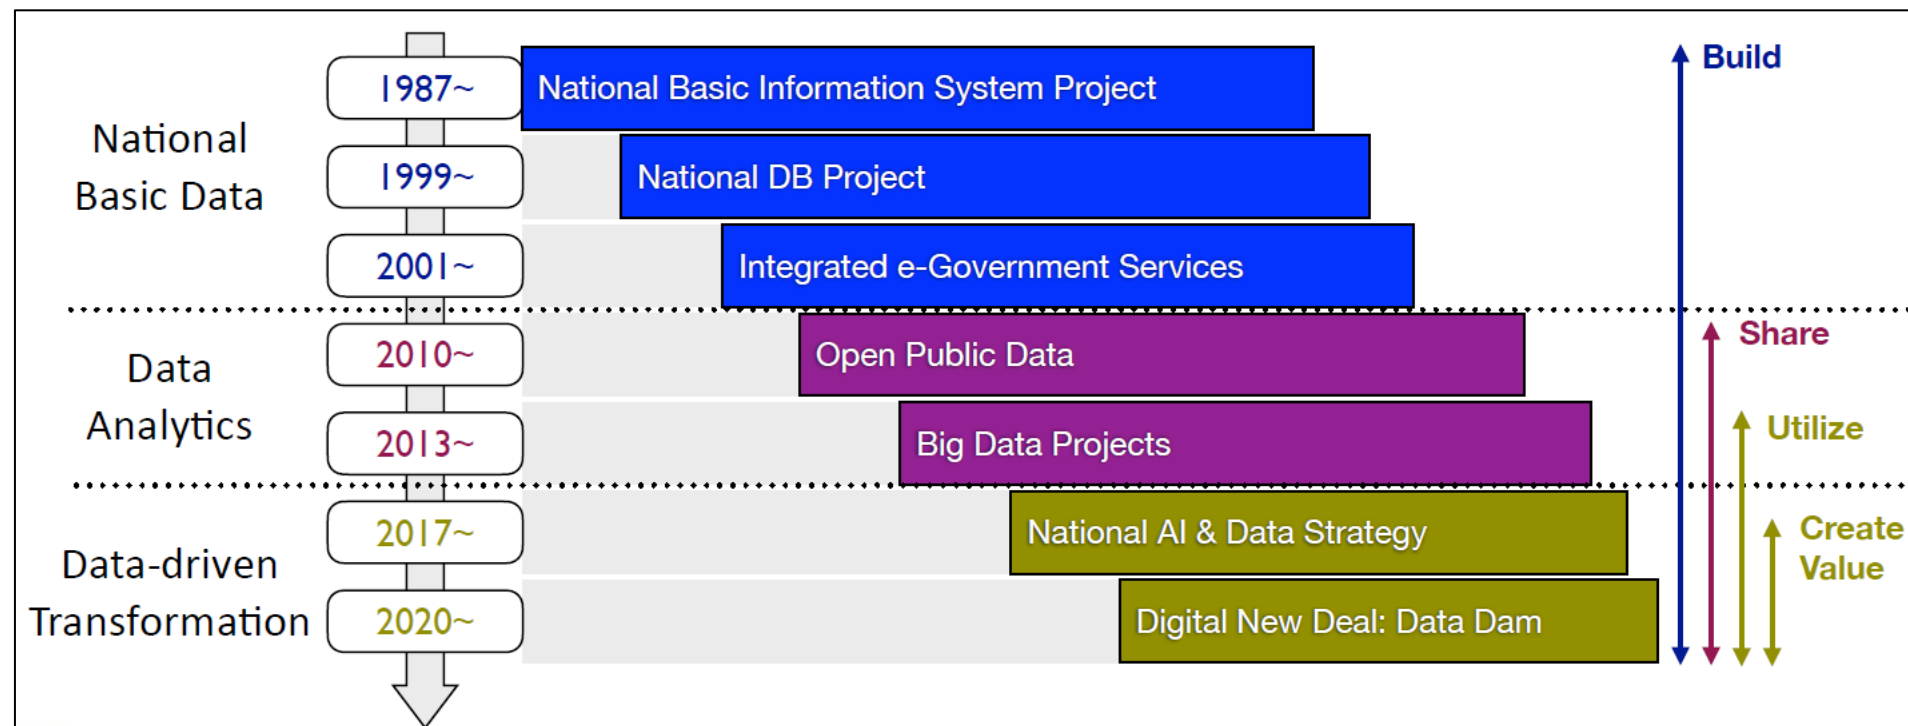 National
Basic Data
1987~
National Basic Information System Project
1999~
National DB Project
2001~
Integrated e-Government Services
Data
Analytics
2010~
Open Public Data
2013~
Big Data Projects
Data-driven
Transformation
2017~
National AI & Data Strategy
2020~
Digital New Deal: Data Dam
Build
Share
Utilize
Create
Value